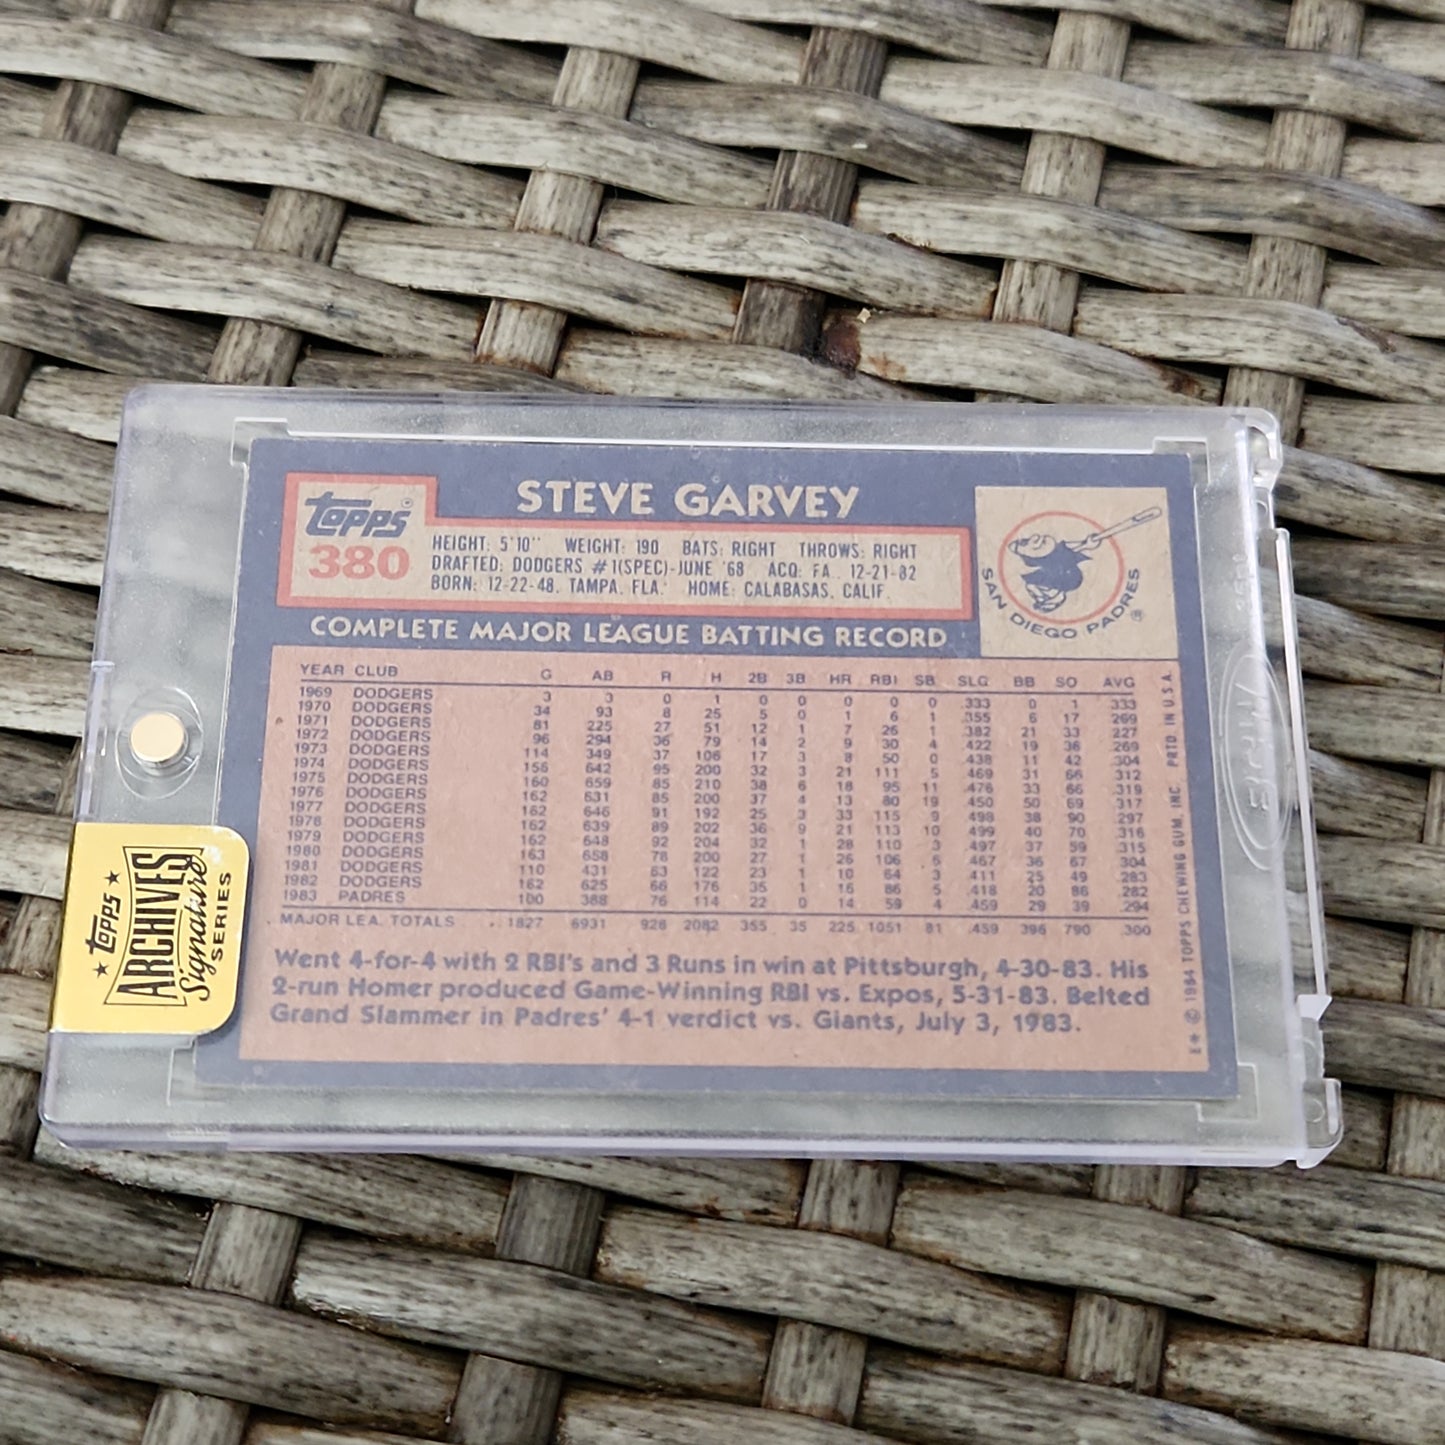 STEVE GARVEY
Topps
380
HEIGHT: 5'10" WEIGHT: 190 BATS: RIGHT THROWS: RIGHT
DRAFTED: DODGERS #1(SPEC)-JUNE '68 ACQ: FA 12-21-82
BORN: 12-22-48, TAMPA, FLA. HOME: CALABASAS, CALIF.
SAN DIEGO PADRES®
COMPLETE MAJOR LEAGUE BATTING RECORD
YEAR CLUB G AB R H 2B 3B HR RBI SB SLG BB SO AVG
1969 DODGERS 3 3 0 1 0 0 0 0 0 .333 0 1 .333
1970 DODGERS 34 93 8 25 5 0 1 6 1 .355 6 17 .269
1971 DODGERS 81 225 27 51 12 1 7 26 1 .382 21 33 .227
1972 DODGERS 96 294 36 79 14 2 9 30 4 .422 19 36 .269
1973 DODGERS 114 349 37 106 17 3 8 50 0 .438 11 42 .304
1974 DODGERS 156 642 95 200 32 3 21 111 5 .469 31 66 .312
1975 DODGERS 160 659 85 210 38 6 18 95 11 .476 33 66 .319
1976 DODGERS 162 631 85 200 37 4 13 80 19 .450 50 69 .317
1977 DODGERS 162 646 91 192 25 3 33 115 9 .498 38 90 .297
1978 DODGERS 162 639 89 202 36 9 21 113 10 .499 40 70 .316
1979 DODGERS 162 648 92 204 32 1 28 110 3 .497 37 59 .315
1980 DODGERS 163 658 78 200 27 1 26 106 6 .467 36 67 .304
1981 DODGERS 110 431 63 122 23 1 10 64 3 .411 25 49 .283
1982 DODGERS 162 625 66 176 35 1 16 86 5 .418 20 86 .282
1983 PADRES 100 388 76 114 22 0 14 59 4 .459 29 39 .294
MAJOR LEA. TOTALS 1827 6931 928 2082 355 35 225 1051 81 .459 396 790 .300
Went 4-for-4 with 2 RBI's and 3 Runs in win at Pittsburgh, 4-30-83. His
2-run Homer produced Game-Winning RBI vs. Expos, 5-31-83. Belted
Grand Slammer in Padres' 4-1 verdict vs. Giants, July 3, 1983.
E* © 1984 TOPPS CHEWING GUM, INC. PRTD. IN U.S.A.
Topps
ARCHIVES
Signature
SERIES